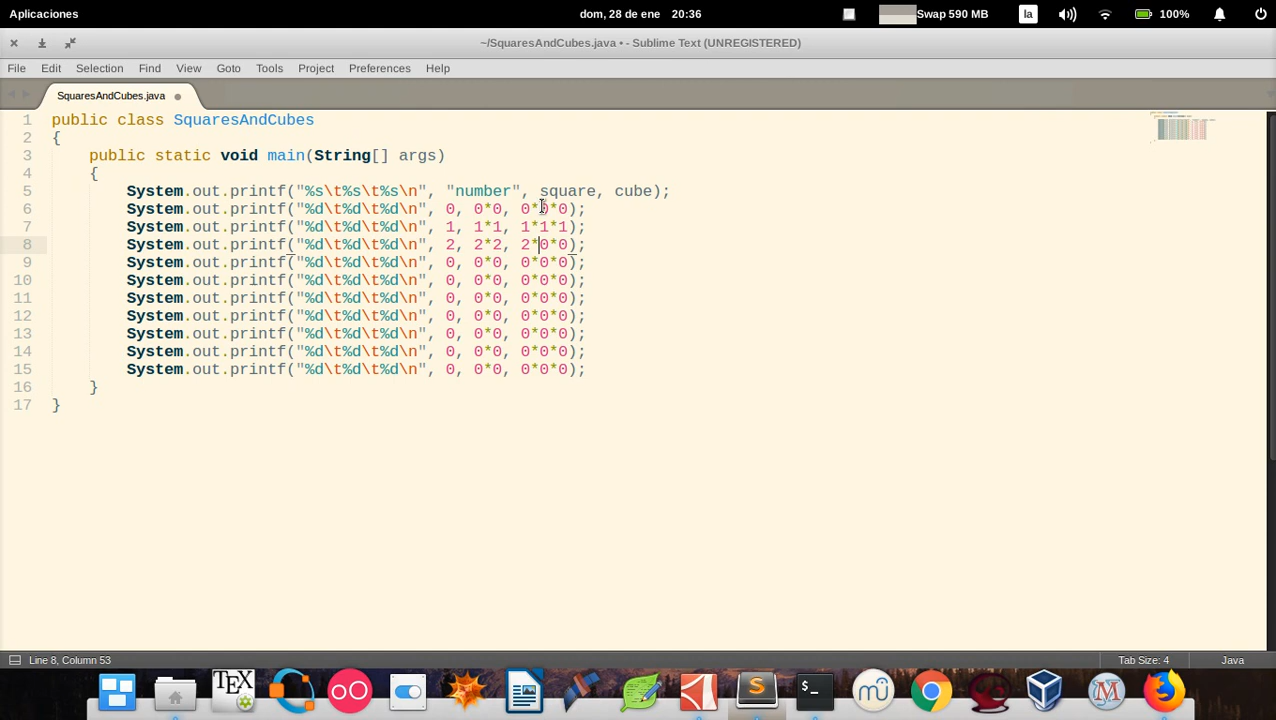 Aplicaciones dom, 28 de ene 20:36 Swap 590 MB la 100%
~/SquaresAndCubes.java • - Sublime Text (UNREGISTERED)
File Edit Selection Find View Goto Tools Project Preferences Help
SquaresAndCubes.java
1 public class SquaresAndCubes
2 {
3     public static void main(String[] args)
4     {
5         System.out.printf("%s\t%s\t%s\n", "number", square, cube);
6         System.out.printf("%d\t%d\t%d\n", 0, 0*0, 0*0*0);
7         System.out.printf("%d\t%d\t%d\n", 1, 1*1, 1*1*1);
8         System.out.printf("%d\t%d\t%d\n", 2, 2*2, 2*0*0);
9         System.out.printf("%d\t%d\t%d\n", 0, 0*0, 0*0*0);
10         System.out.printf("%d\t%d\t%d\n", 0, 0*0, 0*0*0);
11         System.out.printf("%d\t%d\t%d\n", 0, 0*0, 0*0*0);
12         System.out.printf("%d\t%d\t%d\n", 0, 0*0, 0*0*0);
13         System.out.printf("%d\t%d\t%d\n", 0, 0*0, 0*0*0);
14         System.out.printf("%d\t%d\t%d\n", 0, 0*0, 0*0*0);
15         System.out.printf("%d\t%d\t%d\n", 0, 0*0, 0*0*0);
16     }
17 }
Line 8, Column 53 Tab Size: 4 Java
TEX S >_ mu M